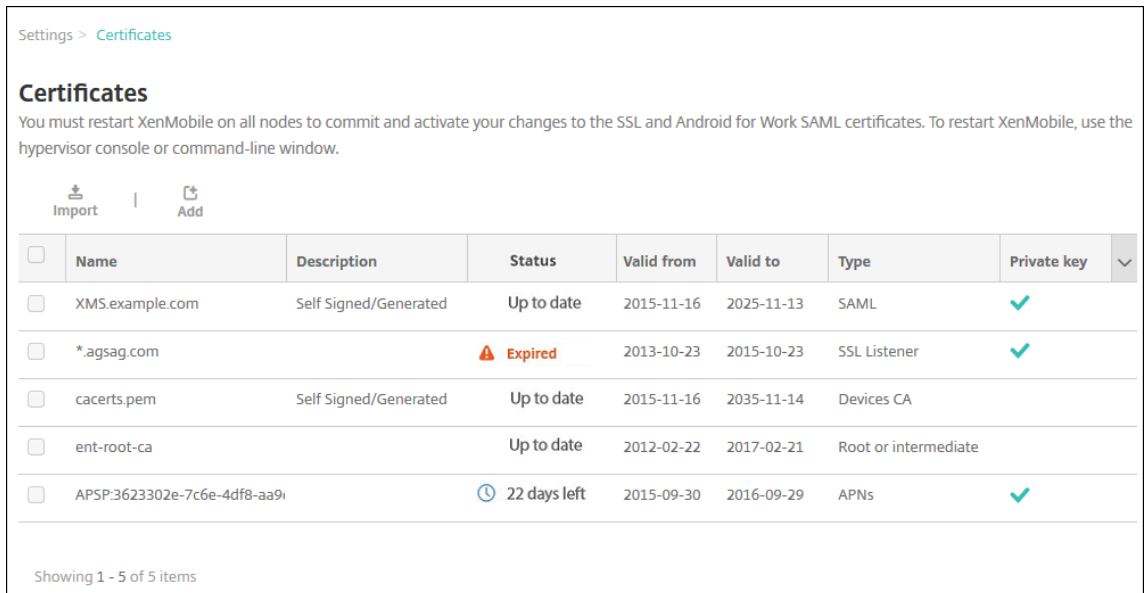 Settings > Certificates
Certificates
You must restart XenMobile on all nodes to commit and activate your changes to the SSL and Android for Work SAML certificates. To restart XenMobile, use the
hypervisor console or command-line window.
Import | Add
Name Description Status Valid from Valid to Type Private key
XMS.example.com Self Signed/Generated Up to date 2015-11-16 2025-11-13 SAML
*.agsag.com Expired 2013-10-23 2015-10-23 SSL Listener
cacerts.pem Self Signed/Generated Up to date 2015-11-16 2035-11-14 Devices CA
ent-root-ca Up to date 2012-02-22 2017-02-21 Root or intermediate
APSP:3623302e-7c6e-4df8-aa9 22 days left 2015-09-30 2016-09-29 APNs
Showing 1 - 5 of 5 items